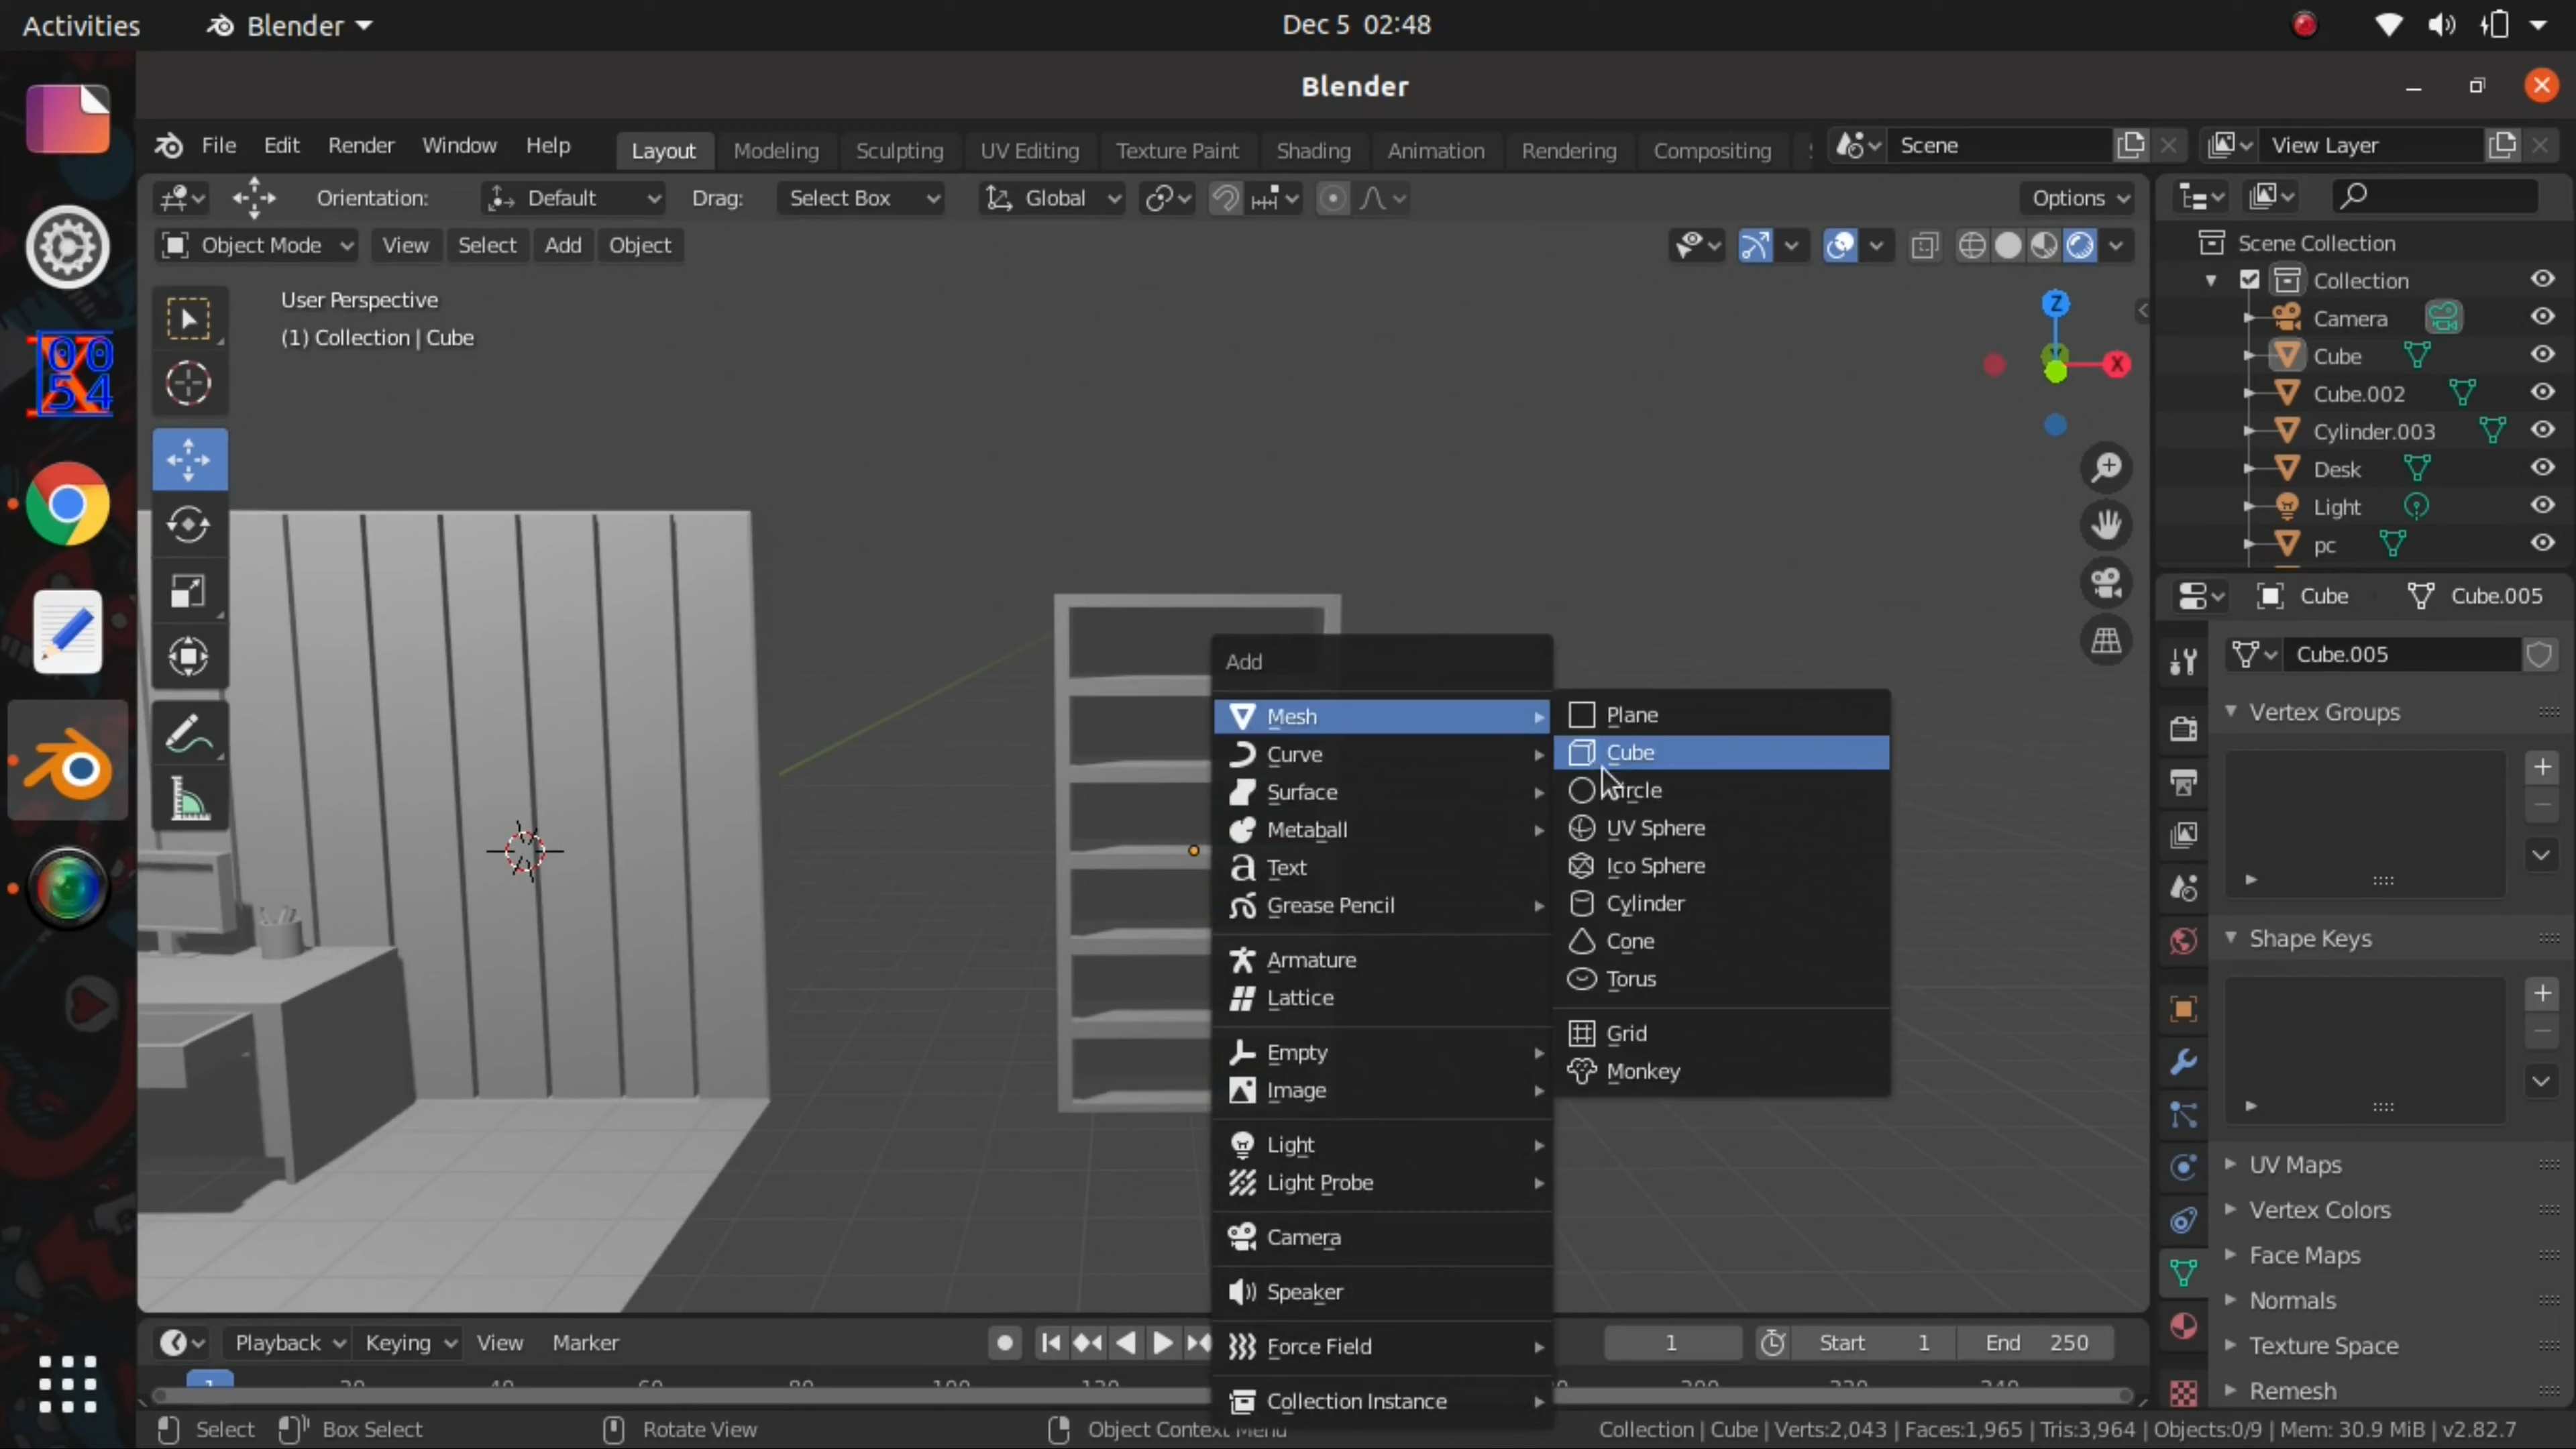 Activities
Blender
Dec 5 02:48
Blender
File Edit Render Window Help
Layout Modeling Sculpting UV Editing Texture Paint Shading Animation Rendering Compositing
Scene
View Layer
Orientation: Default Drag: Select Box Global Options
Object Mode View Select Add Object
User Perspective
(1) Collection | Cube
Z
X
00
54
Scene Collection
Collection
Camera
Cube
Cube.002
Cylinder.003
Desk
Light
pc
Cube Cube.005
Cube.005
Vertex Groups
Shape Keys
UV Maps
Vertex Colors
Face Maps
Normals
Texture Space
Remesh
Add
Mesh
Curve
Surface
Metaball
Text
Grease Pencil
Armature
Lattice
Empty
Image
Light
Light Probe
Camera
Speaker
Force Field
Collection Instance
Plane
Cube
Circle
UV Sphere
Ico Sphere
Cylinder
Cone
Torus
Grid
Monkey
Playback Keying View Marker
1 Start 1 End 250
Select Box Select Rotate View Object Context Menu
Collection | Cube | Verts:2,043 | Faces:1,965 | Tris:3,964 | Objects:0/9 | Mem: 30.9 MiB | v2.82.7